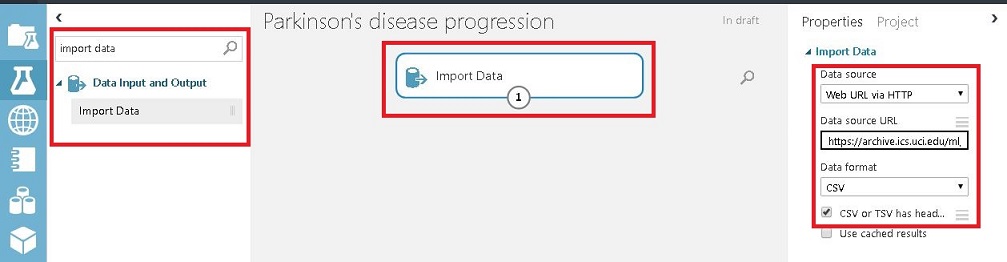 import data
Data Input and Output
Import Data
Parkinson's disease progression
In draft
Import Data
1
Properties Project
Import Data
Data source
Web URL via HTTP
Data source URL
https://archive.ics.uci.edu/ml,
Data format
CSV
CSV or TSV has head...
Use cached results